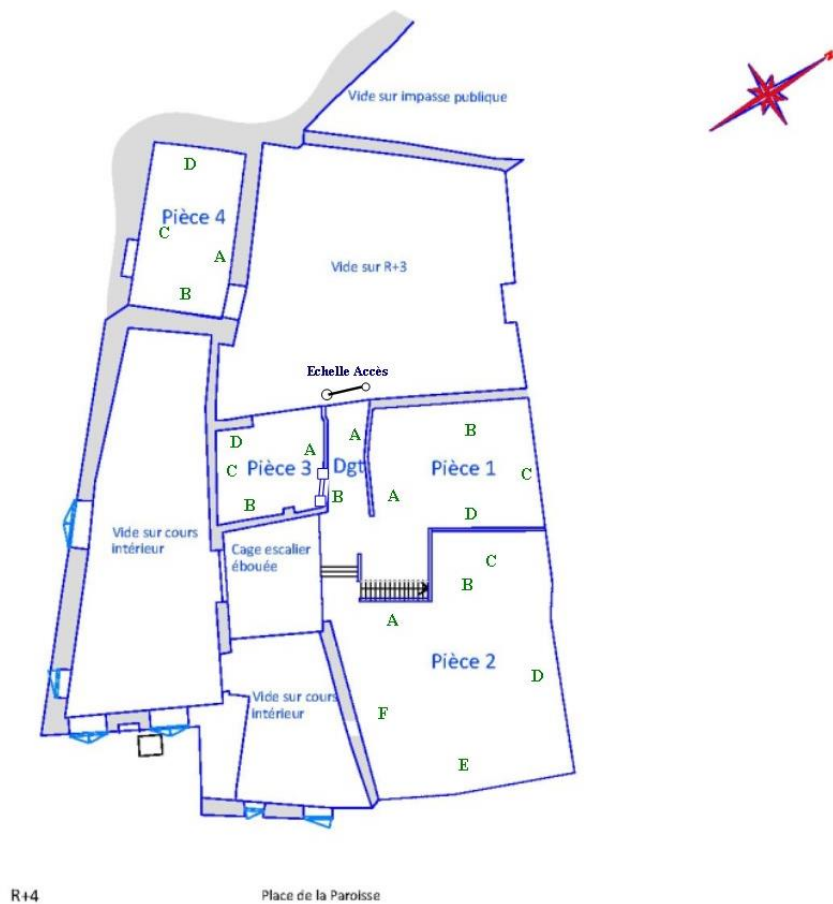 Vide sur impasse publique
D
Pièce 4
C
A
B
Vide sur R+3
Echelle Accès
D
A
A
B
C
Pièce 3
Dgt
Pièce 1
C
B
B
A
D
Vide sur cours
intérieur
Cage escalier
ébouée
C
B
A
Pièce 2
D
Vide sur cours
intérieur
F
E
R+4
Place de la Paroisse